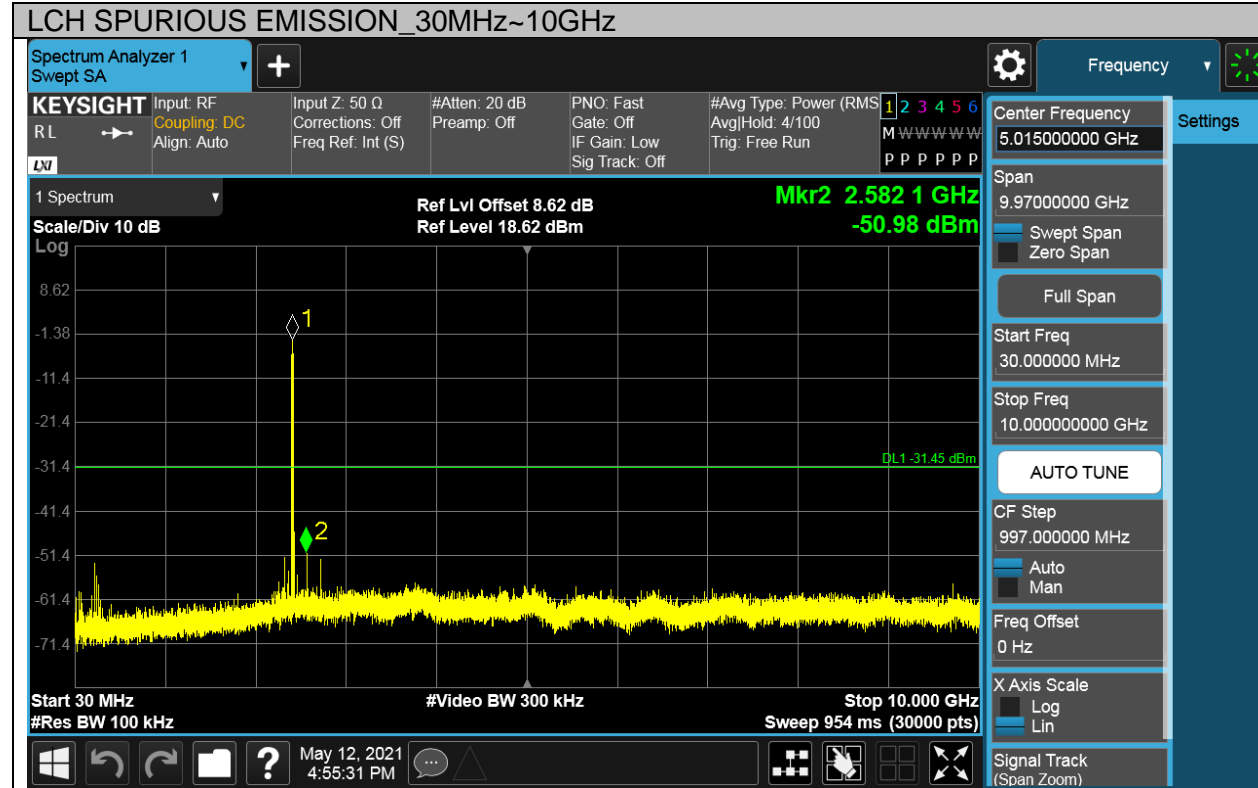 LCH SPURIOUS EMISSION_30MHz~10GHz
Spectrum Analyzer 1
Swept SA
Frequency
KEYSIGHT
RL
LXI
Input: RF
Coupling: DC
Align: Auto
Input Z: 50 Ω
Corrections: Off
Freq Ref: Int (S)
#Atten: 20 dB
Preamp: Off
PNO: Fast
Gate: Off
IF Gain: Low
Sig Track: Off
#Avg Type: Power (RMS
Avg|Hold: 4/100
Trig: Free Run
1 2 3 4 5 6
M W W W W W
P P P P P P
1 Spectrum
Scale/Div 10 dB
Log
Ref Lvl Offset 8.62 dB
Ref Level 18.62 dBm
Mkr2 2.582 1 GHz
-50.98 dBm
8.62
-1.38
-11.4
-21.4
-31.4
-41.4
-51.4
-61.4
-71.4
1
2
DL1 -31.45 dBm
Start 30 MHz
#Res BW 100 kHz
#Video BW 300 kHz
Stop 10.000 GHz
Sweep 954 ms (30000 pts)
May 12, 2021
4:55:31 PM
Center Frequency
5.015000000 GHz
Settings
Span
9.97000000 GHz
Swept Span
Zero Span
Full Span
Start Freq
30.000000 MHz
Stop Freq
10.000000000 GHz
AUTO TUNE
CF Step
997.000000 MHz
Auto
Man
Freq Offset
0 Hz
X Axis Scale
Log
Lin
Signal Track
(Span Zoom)